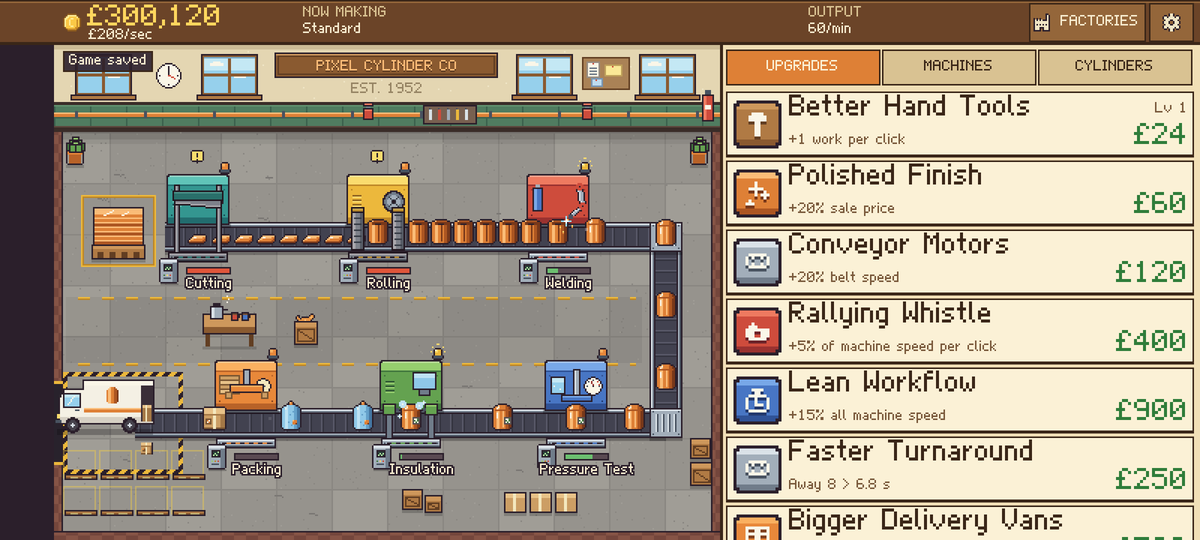 £300,120
£208/sec
NOW MAKING
Standard
OUTPUT
60/min
FACTORIES
Game saved
PIXEL CYLINDER CO
EST. 1952
Cutting
Rolling
Welding
Packing
Insulation
Pressure Test
UPGRADES
MACHINES
CYLINDERS
Better Hand Tools
Lv 1
+1 work per click
£24
Polished Finish
+20% sale price
£60
Conveyor Motors
+20% belt speed
£120
Rallying Whistle
+5% of machine speed per click
£400
Lean Workflow
+15% all machine speed
£900
Faster Turnaround
Away 8 > 6.8 s
£250
Bigger Delivery Vans